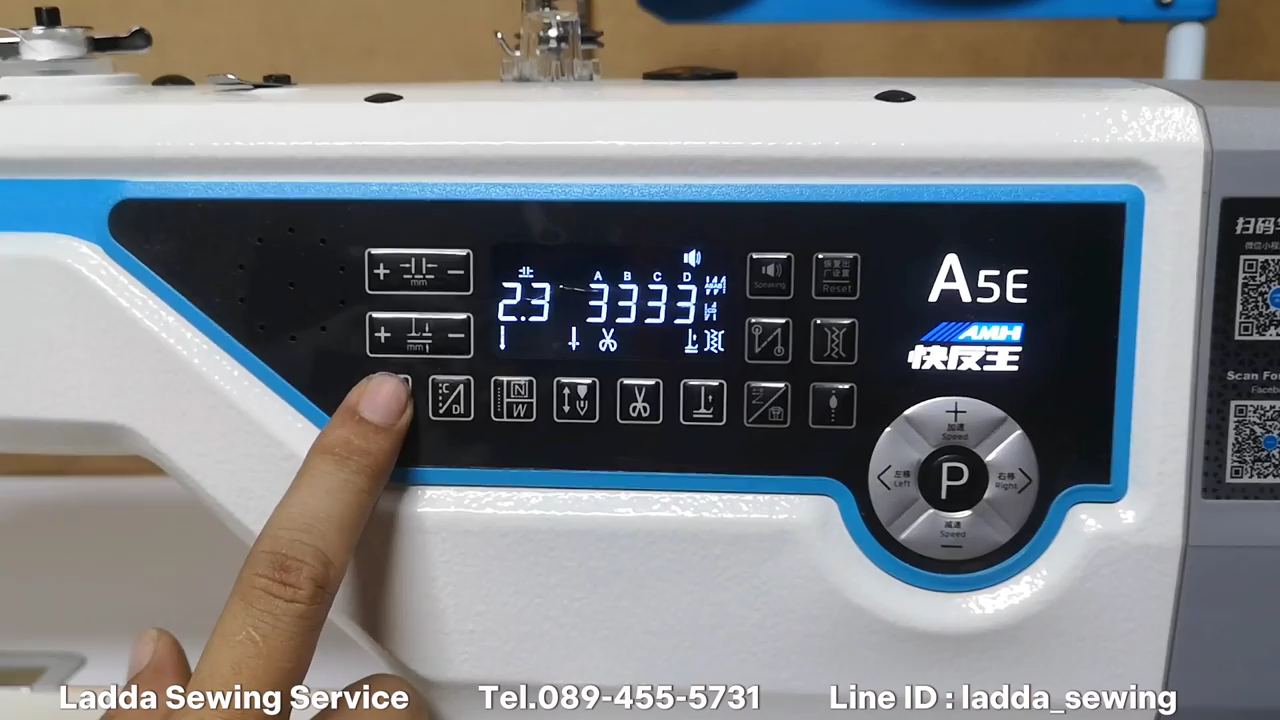 + mm −
+ mm −
A B C D
2.3 3333
ABAB
Speaking
恢复出
厂设置
Reset
C
D
N
W
A5E
AMH
快反王
+
加速
Speed
左移
Left
P
右移
Right
减速
Speed
−
扫码
Scan For
Ladda Sewing Service Tel.089-455-5731 Line ID : ladda_sewing